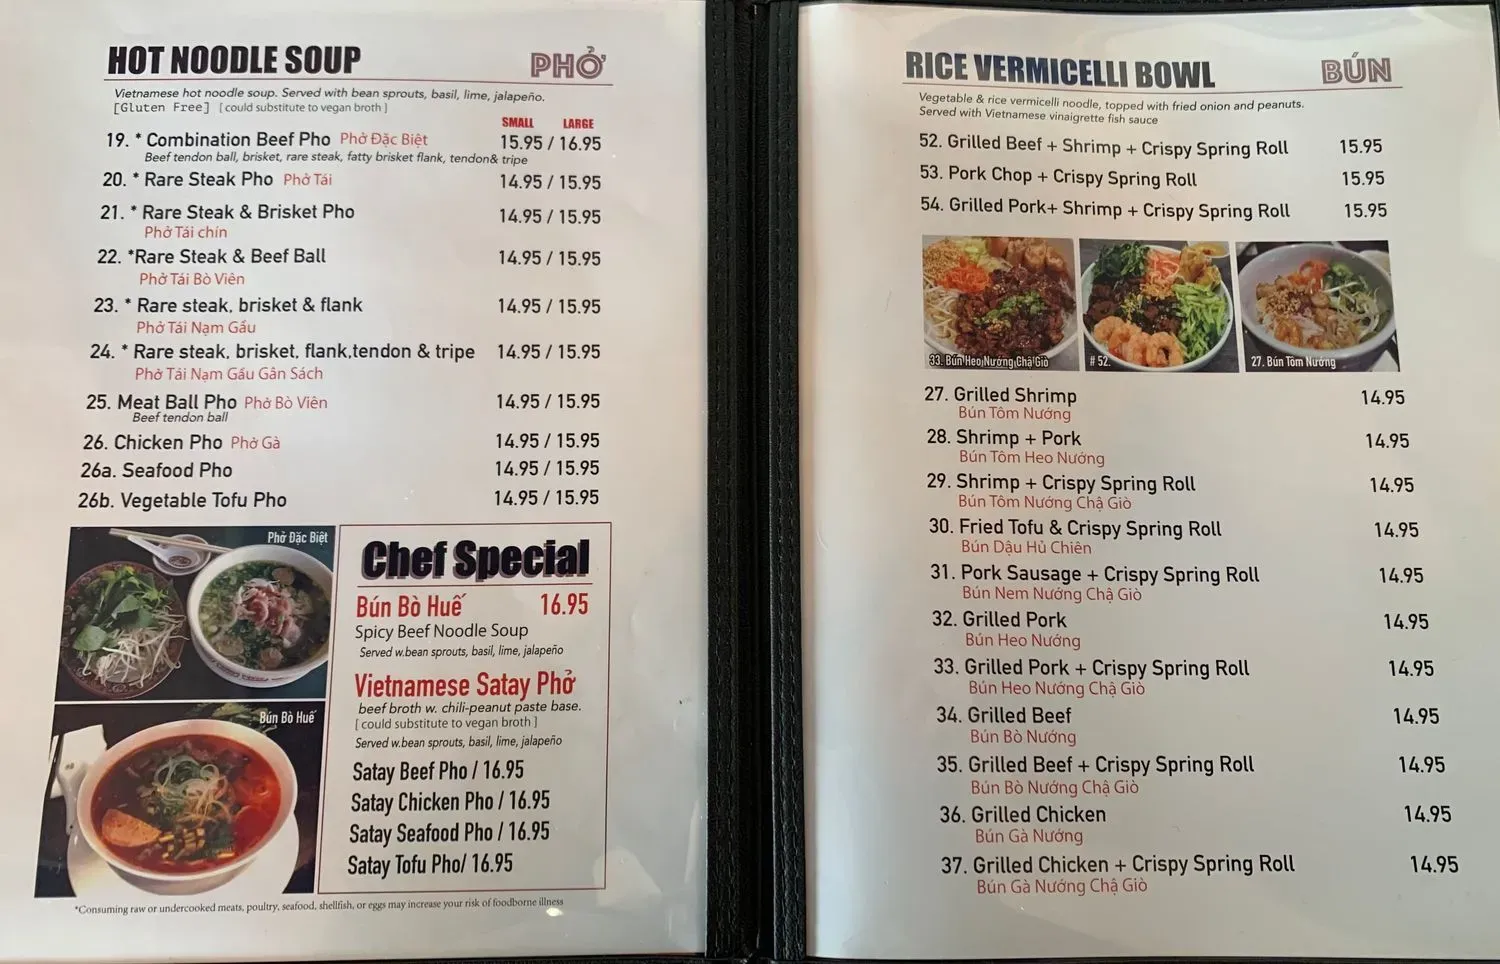 HOT NOODLE SOUP PHỞ
Vietnamese hot noodle soup. Served with bean sprouts, basil, lime, jalapeño.
[Gluten Free] [ could substitute to vegan broth ]
SMALL LARGE
19. * Combination Beef Pho Phở Đặc Biệt 15.95 / 16.95
Beef tendon ball, brisket, rare steak, fatty brisket flank, tendon& tripe
20. * Rare Steak Pho Phở Tái 14.95 / 15.95
21. * Rare Steak & Brisket Pho 14.95 / 15.95
Phở Tái chín
22. *Rare Steak & Beef Ball 14.95 / 15.95
Phở Tái Bò Viên
23. * Rare steak, brisket & flank 14.95 / 15.95
Phở Tái Nạm Gầu
24. * Rare steak, brisket, flank,tendon & tripe 14.95 / 15.95
Phở Tái Nạm Gầu Gân Sách
25. Meat Ball Pho Phở Bò Viên 14.95 / 15.95
Beef tendon ball
26. Chicken Pho Phở Gà 14.95 / 15.95
26a. Seafood Pho 14.95 / 15.95
26b. Vegetable Tofu Pho 14.95 / 15.95
Phở Đặc Biệt
Bún Bò Huế
Chef Special
Bún Bò Huế 16.95
Spicy Beef Noodle Soup
Served w.bean sprouts, basil, lime, jalapeño
Vietnamese Satay Phở
beef broth w. chili-peanut paste base.
[ could substitute to vegan broth ]
Served w.bean sprouts, basil, lime, jalapeño
Satay Beef Pho / 16.95
Satay Chicken Pho / 16.95
Satay Seafood Pho / 16.95
Satay Tofu Pho/ 16.95
*Consuming raw or undercooked meats, poultry, seafood, shellfish, or eggs may increase your risk of foodborne illness
RICE VERMICELLI BOWL BÚN
Vegetable & rice vermicelli noodle, topped with fried onion and peanuts.
Served with Vietnamese vinaigrette fish sauce
52. Grilled Beef + Shrimp + Crispy Spring Roll 15.95
53. Pork Chop + Crispy Spring Roll 15.95
54. Grilled Pork+ Shrimp + Crispy Spring Roll 15.95
33. Bún Heo Nướng Chậ Giò
# 52.
27. Bún Tôm Nướng
27. Grilled Shrimp 14.95
Bún Tôm Nướng
28. Shrimp + Pork 14.95
Bún Tôm Heo Nướng
29. Shrimp + Crispy Spring Roll 14.95
Bún Tôm Nướng Chậ Giò
30. Fried Tofu & Crispy Spring Roll 14.95
Bún Dậu Hủ Chiên
31. Pork Sausage + Crispy Spring Roll 14.95
Bún Nem Nướng Chậ Giò
32. Grilled Pork 14.95
Bún Heo Nướng
33. Grilled Pork + Crispy Spring Roll 14.95
Bún Heo Nướng Chậ Giò
34. Grilled Beef 14.95
Bún Bò Nướng
35. Grilled Beef + Crispy Spring Roll 14.95
Bún Bò Nướng Chậ Giò
36. Grilled Chicken 14.95
Bún Gà Nướng
37. Grilled Chicken + Crispy Spring Roll 14.95
Bún Gà Nướng Chậ Giò